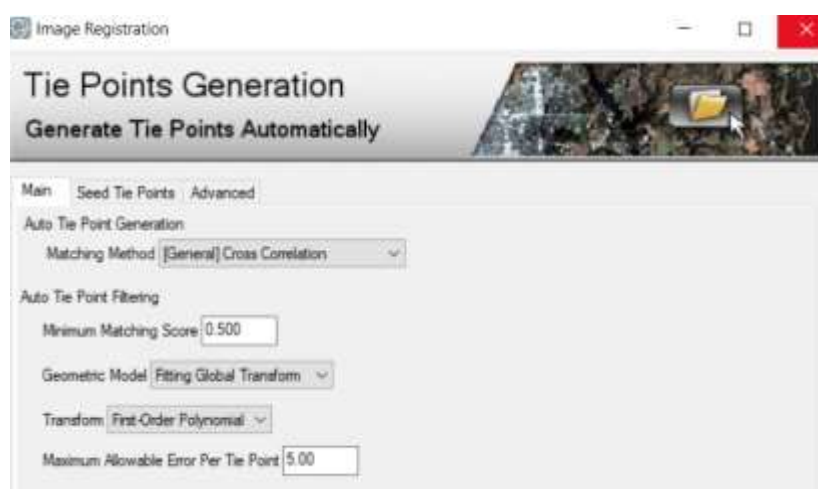 Image Registration
Tie Points Generation
Generate Tie Points Automatically
Main Seed Tie Points Advanced
Auto Tie Point Generation
Matching Method [General] Cross Correlation
Auto Tie Point Filtering
Minimum Matching Score 0.500
Geometric Model Fitting Global Transform
Transform First-Order Polynomial
Maximum Allowable Error Per Tie Point 5.00